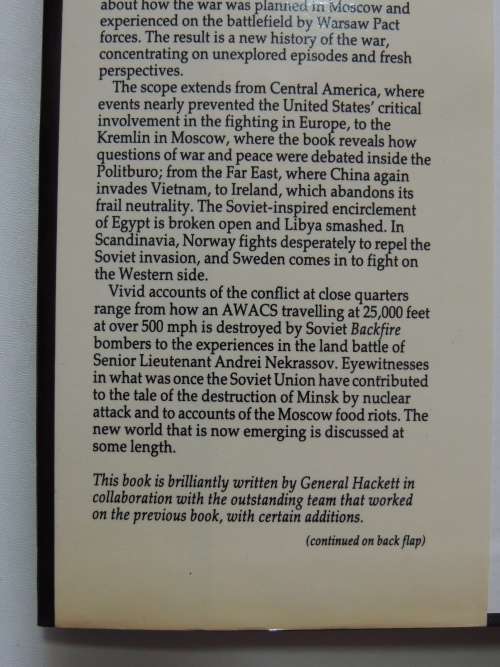 about how the war was planned in Moscow and
experienced on the battlefield by Warsaw Pact
forces. The result is a new history of the war,
concentrating on unexplored episodes and fresh
perspectives.
The scope extends from Central America, where
events nearly prevented the United States' critical
involvement in the fighting in Europe, to the
Kremlin in Moscow, where the book reveals how
questions of war and peace were debated inside the
Politburo; from the Far East, where China again
invades Vietnam, to Ireland, which abandons its
frail neutrality. The Soviet-inspired encirclement
of Egypt is broken open and Libya smashed. In
Scandinavia, Norway fights desperately to repel the
Soviet invasion, and Sweden comes in to fight on
the Western side.
Vivid accounts of the conflict at close quarters
range from how an AWACS travelling at 25,000 feet
at over 500 mph is destroyed by Soviet Backfire
bombers to the experiences in the land battle of
Senior Lieutenant Andrei Nekrassov. Eyewitnesses
in what was once the Soviet Union have contributed
to the tale of the destruction of Minsk by nuclear
attack and to accounts of the Moscow food riots. The
new world that is now emerging is discussed at
some length.
This book is brilliantly written by General Hackett in
collaboration with the outstanding team that worked
on the previous book, with certain additions.
(continued on back flap)